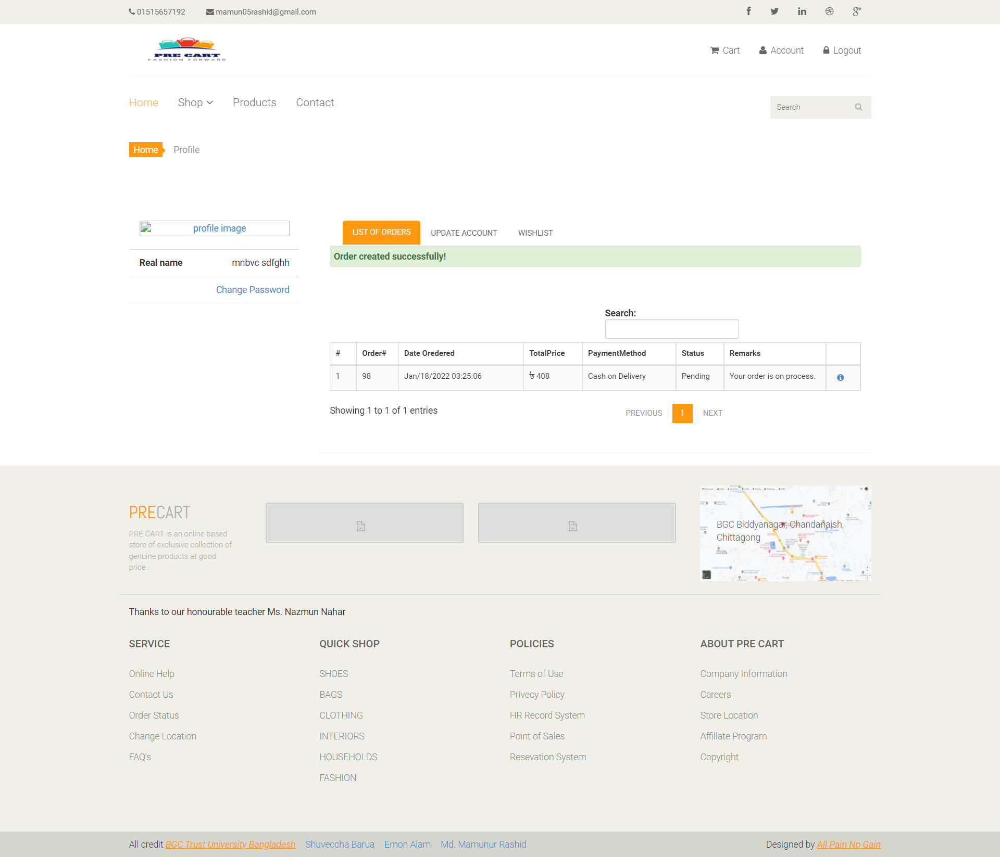 01515657192 mamun05rashid@gmail.com
PRE CART
FASHION FORWARD
Cart Account Logout
Home Shop Products Contact
Search
Home Profile
profile image
Real name mnbvc sdfghh
Change Password
LIST OF ORDERS UPDATE ACCOUNT WISHLIST
Order created successfully!
Search:
# Order# Date Oredered TotalPrice PaymentMethod Status Remarks
1 98 Jan/18/2022 03:25:06 ৳ 408 Cash on Delivery Pending Your order is on process.
Showing 1 to 1 of 1 entries
PREVIOUS 1 NEXT
PRECART
PRE CART is an online based
store of exclusive collection of
genuine products at good
price.
BGC Biddyanagar, Chandanaish,
Chittagong
Thanks to our honourable teacher Ms. Nazmun Nahar
SERVICE
Online Help
Contact Us
Order Status
Change Location
FAQ's
QUICK SHOP
SHOES
BAGS
CLOTHING
INTERIORS
HOUSEHOLDS
FASHION
POLICIES
Terms of Use
Privecy Policy
HR Record System
Point of Sales
Resevation System
ABOUT PRE CART
Company Information
Careers
Store Location
Affillate Program
Copyright
All credit BGC Trust University Bangladesh Shuveccha Barua Emon Alam Md. Mamunur Rashid
Designed by All Pain No Gain